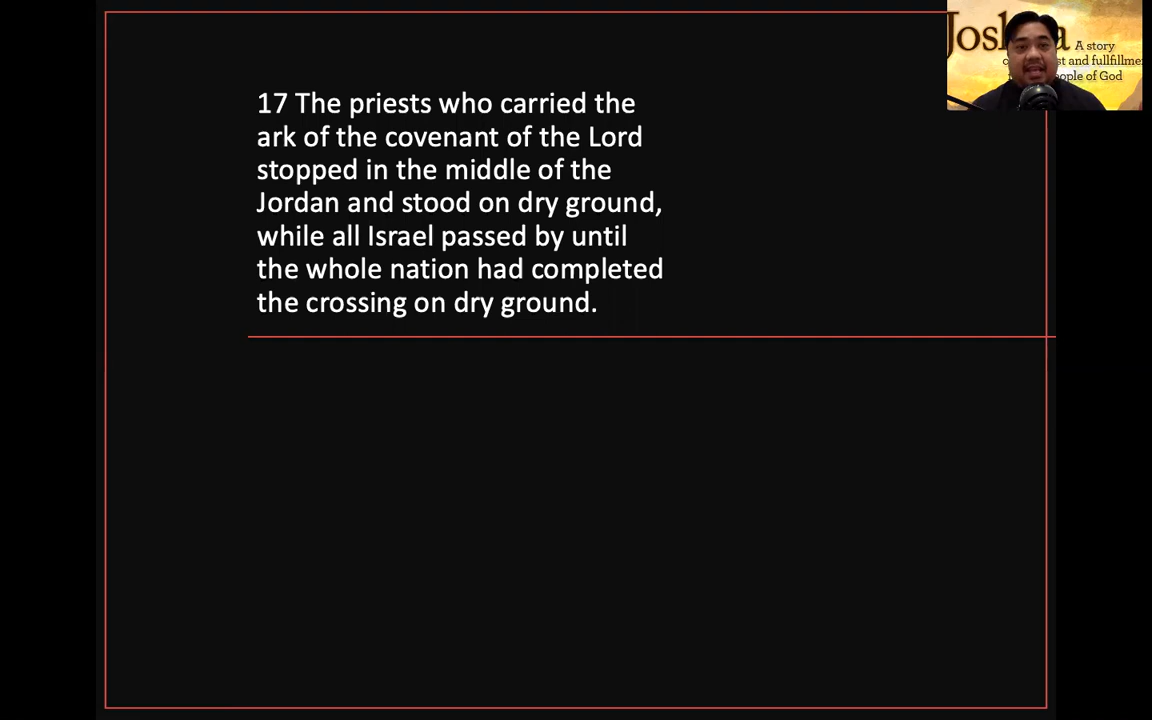 17 The priests who carried the
ark of the covenant of the Lord
stopped in the middle of the
Jordan and stood on dry ground,
while all Israel passed by until
the whole nation had completed
the crossing on dry ground.
A story
and fullfillme
of God